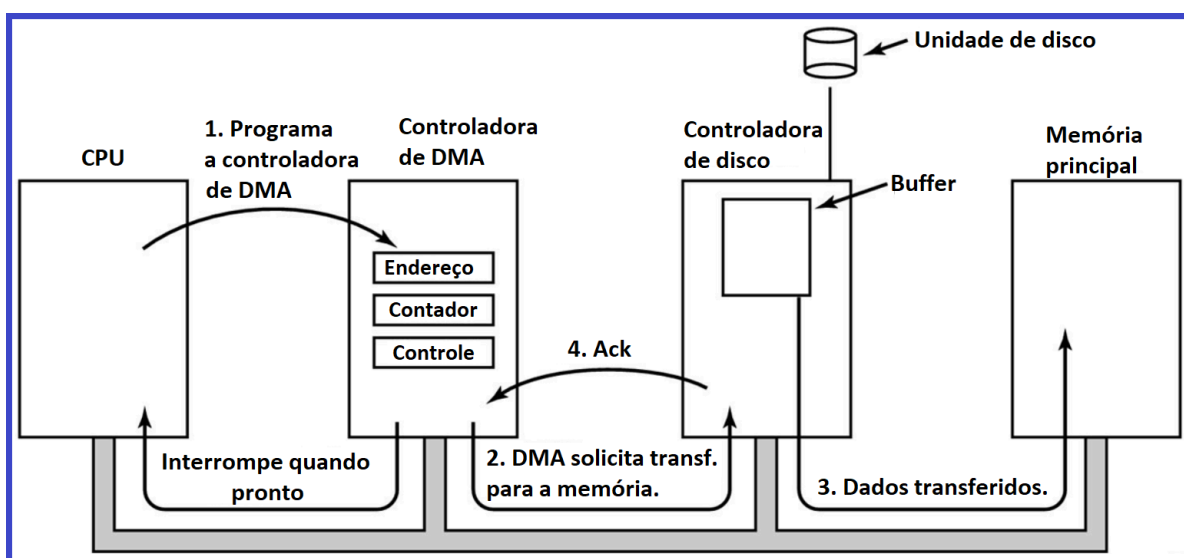 Unidade de disco
1. Programa
a controladora
de DMA
CPU
Controladora
de DMA
Controladora
de disco
Memória
principal
Buffer
Endereço
Contador
Controle
4. Ack
Interrompe quando
pronto
2. DMA solicita transf.
para a memória.
3. Dados transferidos.